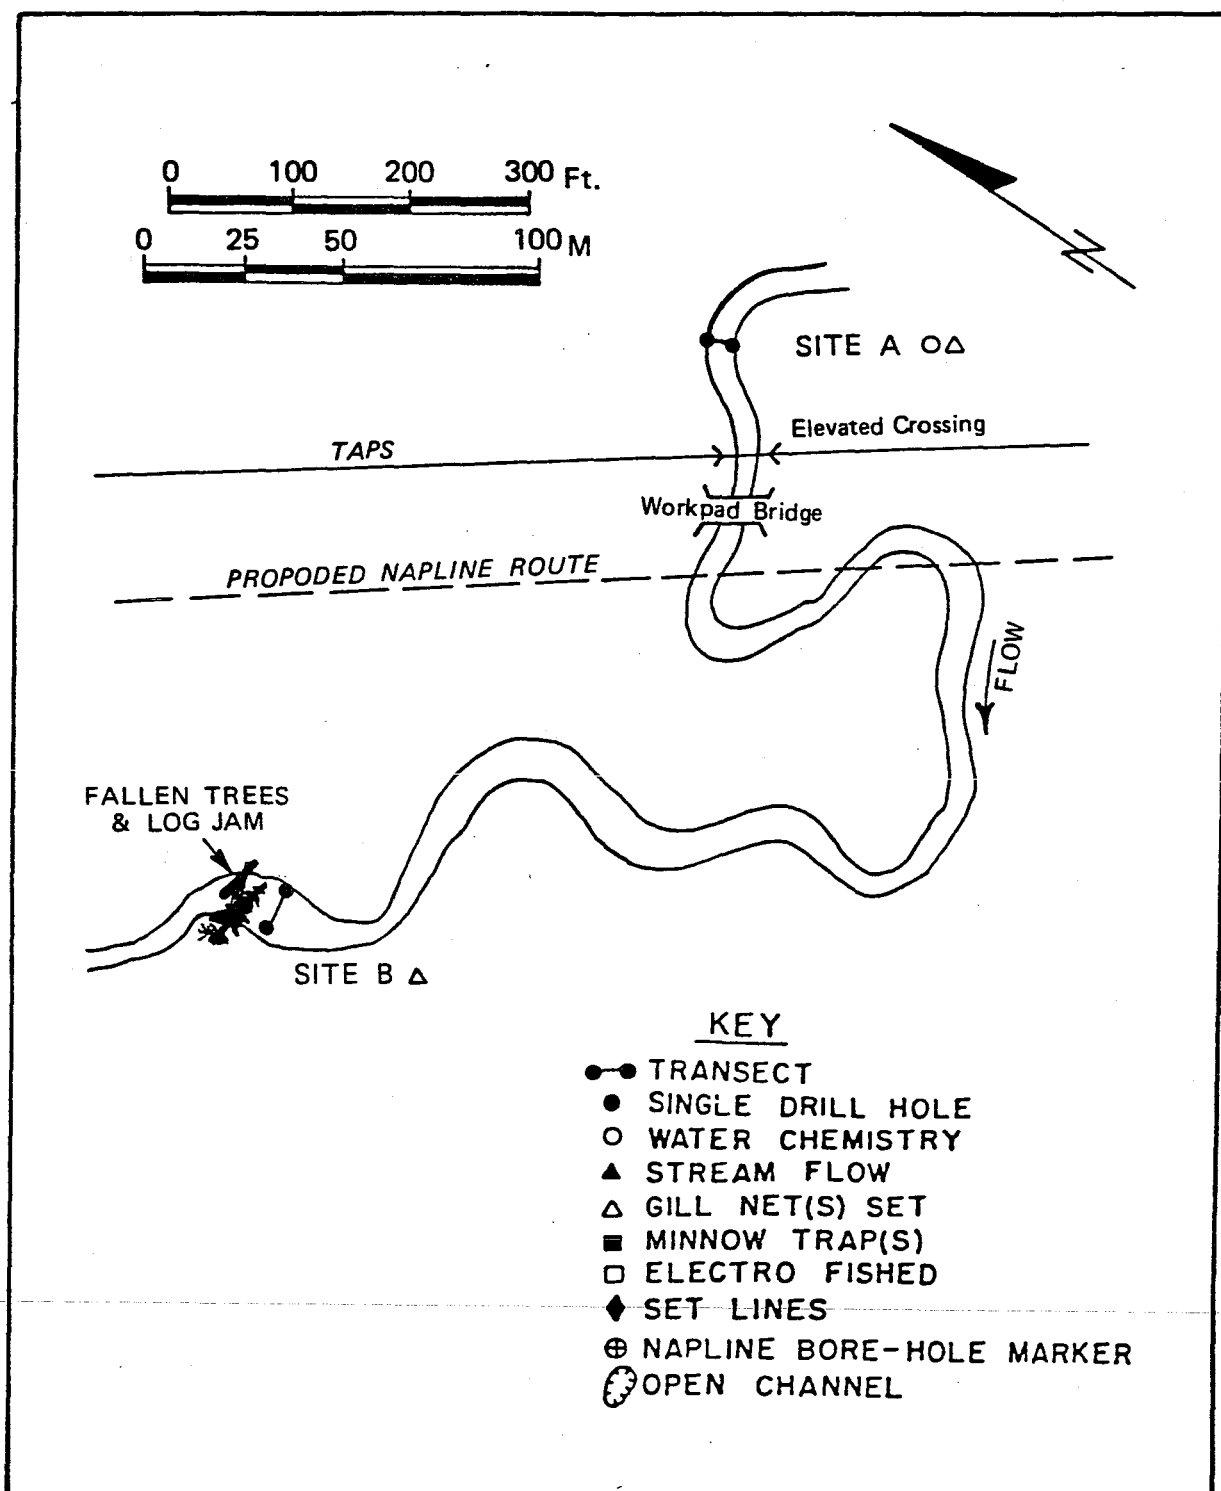 0 100 200 300 Ft.
0 25 50 100 M
SITE A
Elevated Crossing
TAPS
Workpad Bridge
PROPODED NAPLINE ROUTE
FLOW
FALLEN TREES
& LOG JAM
SITE B
KEY
TRANSECT
SINGLE DRILL HOLE
WATER CHEMISTRY
STREAM FLOW
GILL NET(S) SET
MINNOW TRAP(S)
ELECTRO FISHED
SET LINES
NAPLINE BORE-HOLE MARKER
OPEN CHANNEL